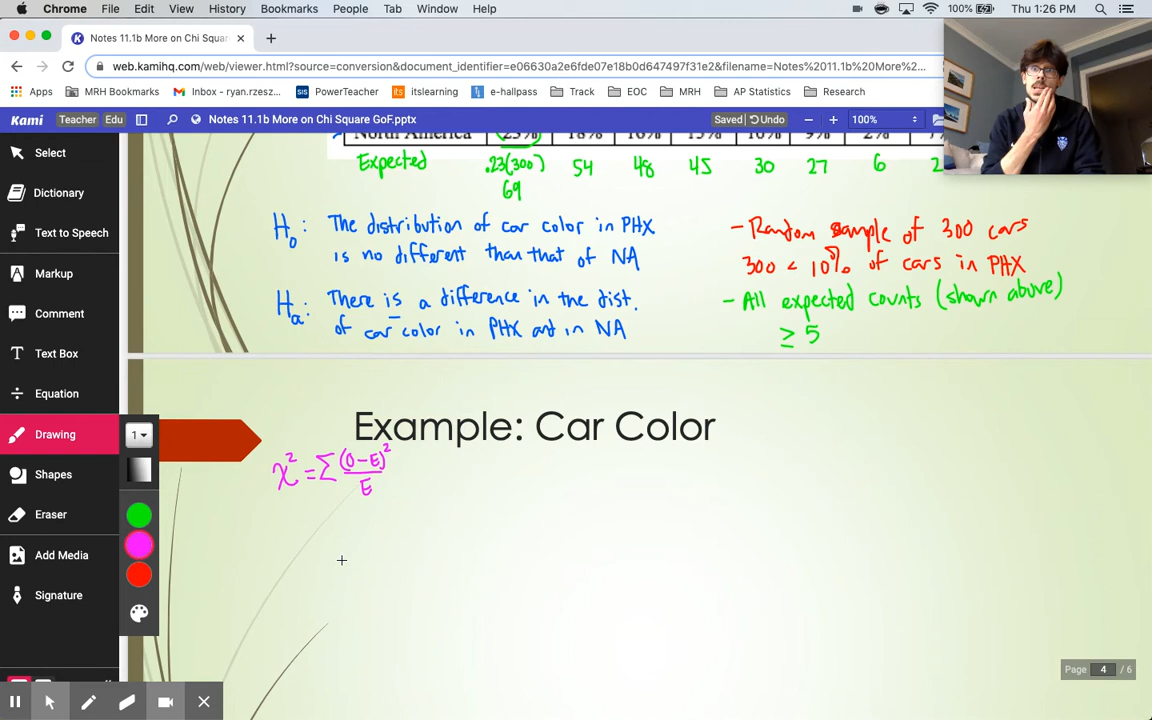 Chrome File Edit View History Bookmarks People Tab Window Help 100% Thu 1:26 PM
Notes 11.1b More on Chi Squar
web.kamihq.com/web/viewer.html?source=conversion&document_identifier=e06630a2e6fde07e18b0d647497f31e2&filename=Notes%2011.1b%20More%2...
Apps MRH Bookmarks Inbox - ryan.rzesz... SIS PowerTeacher its itslearning e-hallpass Track EOC MRH AP Statistics Research
Kami Teacher Edu Notes 11.1b More on Chi Square GoF.pptx Saved Undo 100%
Select
Dictionary
Text to Speech
Markup
Comment
Text Box
Equation
Drawing 1
Shapes
Eraser
Add Media
Signature
North America 23% 18% 16% 15% 10% 9% 2%
Expected .23(300) 54 48 45 30 27 6 2
69
H₀: The distribution of car color in PHX
is no different than that of NA
Hₐ: There is a difference in the dist.
of car color in PHX and in NA
- Random sample of 300 cars
300 < 10% of cars in PHX
- All expected counts (shown above)
≥ 5
Example: Car Color
χ² = Σ (O-E)²
E
Page 4 / 6